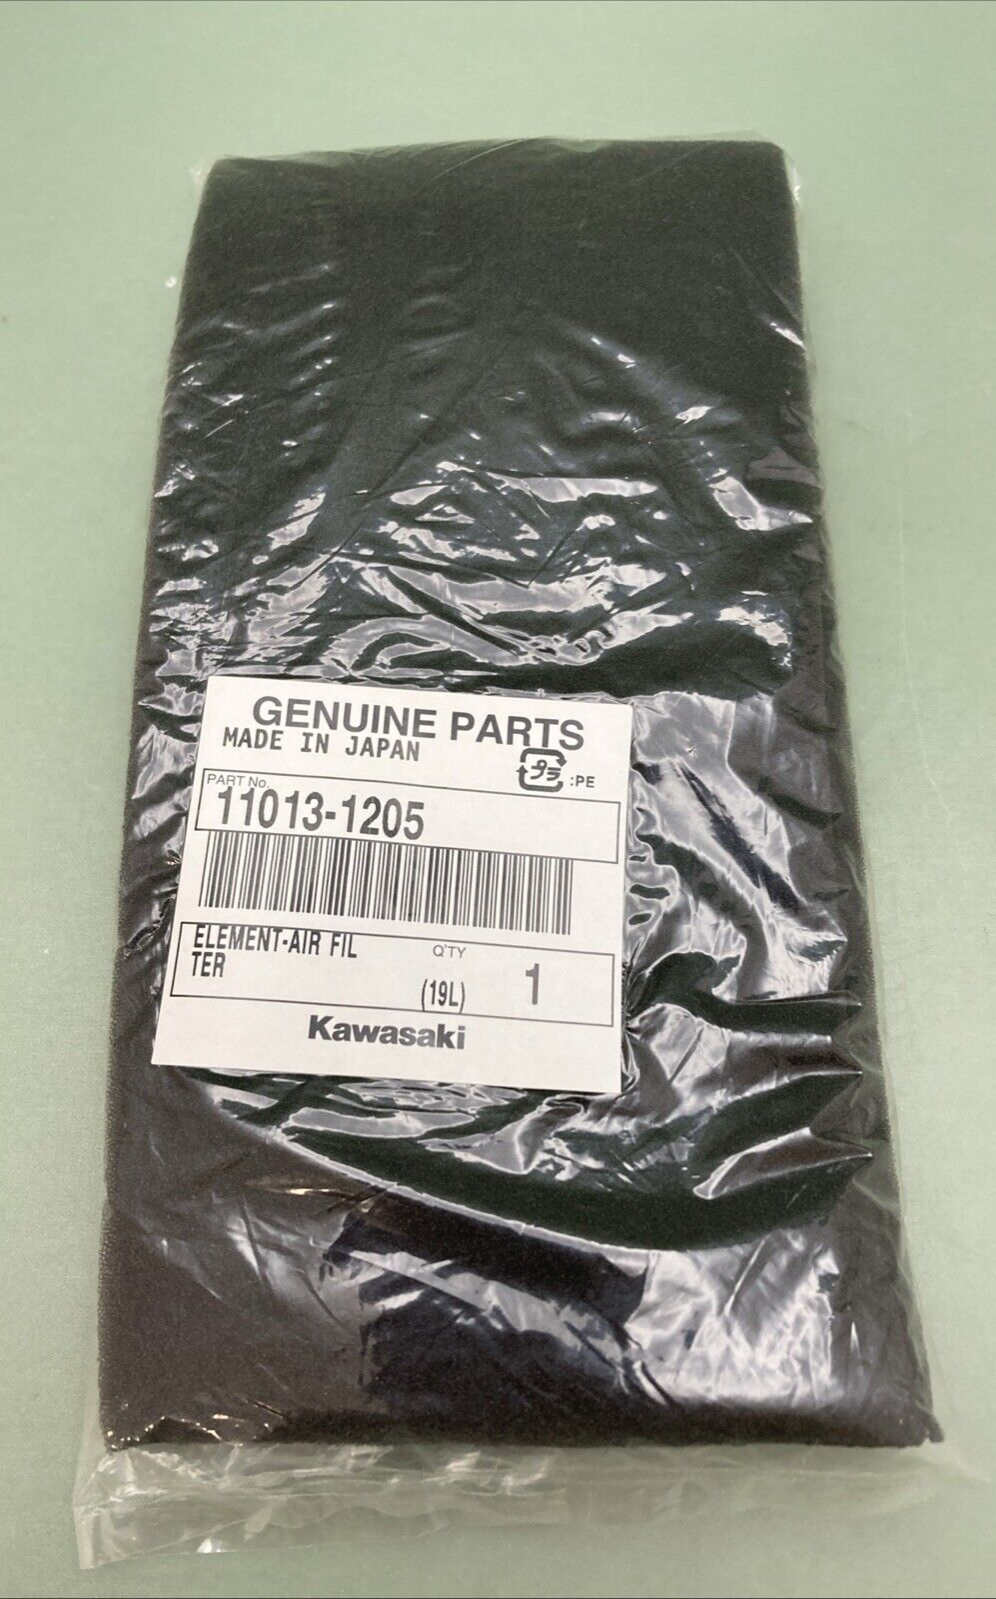 GENUINE PARTS
MADE IN JAPAN
プラ :PE
PART No.
11013-1205
ELEMENT-AIR FIL
TER
Q'TY
(19L)
1
Kawasaki